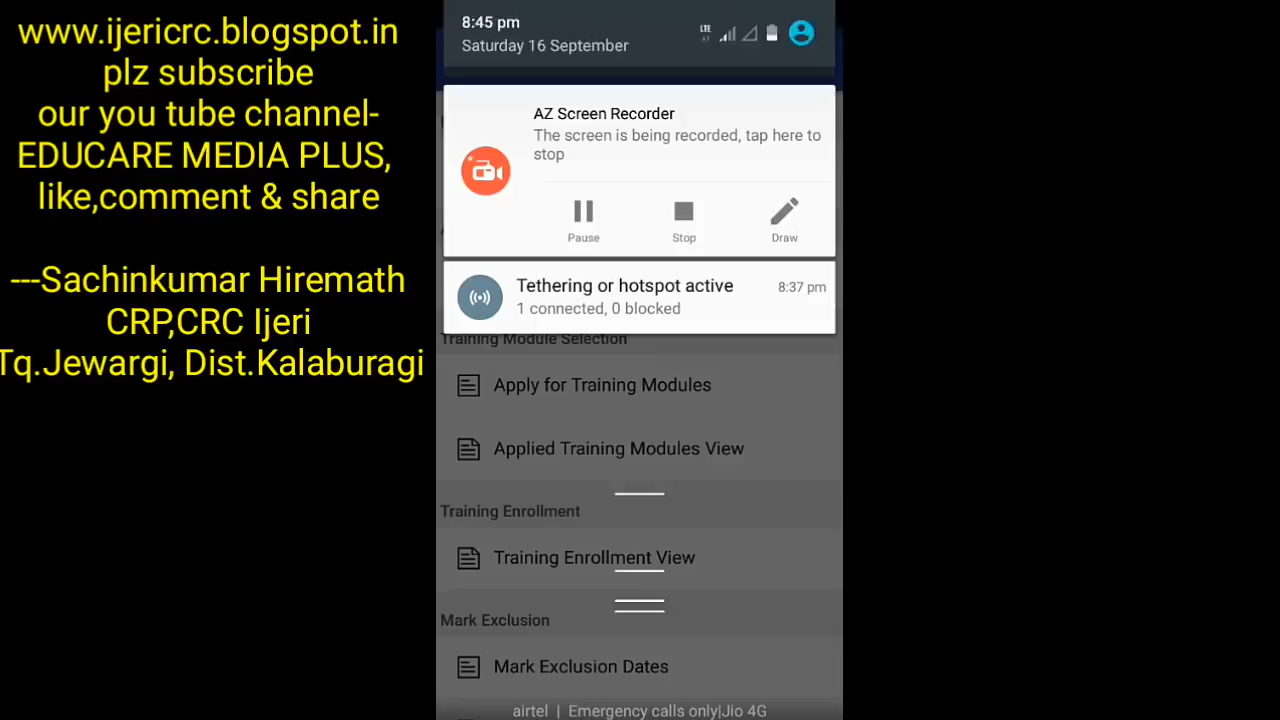 www.ijericrc.blogspot.in
plz subscribe
our you tube channel-
EDUCARE MEDIA PLUS,
like,comment & share
---Sachinkumar Hiremath
CRP,CRC Ijeri
Tq.Jewargi, Dist.Kalaburagi
8:45 pm
Saturday 16 September
LTE
AZ Screen Recorder
The screen is being recorded, tap here to
stop
Pause Stop Draw
Tethering or hotspot active 8:37 pm
1 connected, 0 blocked
Training Module Selection
Apply for Training Modules
Applied Training Modules View
Training Enrollment
Training Enrollment View
Mark Exclusion
Mark Exclusion Dates
airtel | Emergency calls only|Jio 4G